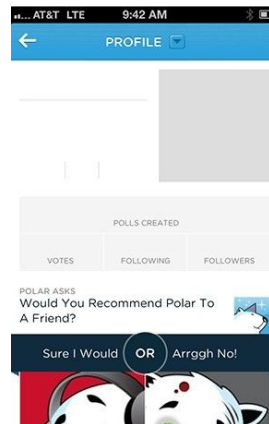 AT&T LTE 9:42 AM
PROFILE
POLLS CREATED
VOTES FOLLOWING FOLLOWERS
POLAR ASKS
Would You Recommend Polar To
A Friend?
Sure I Would OR Arrggh No!